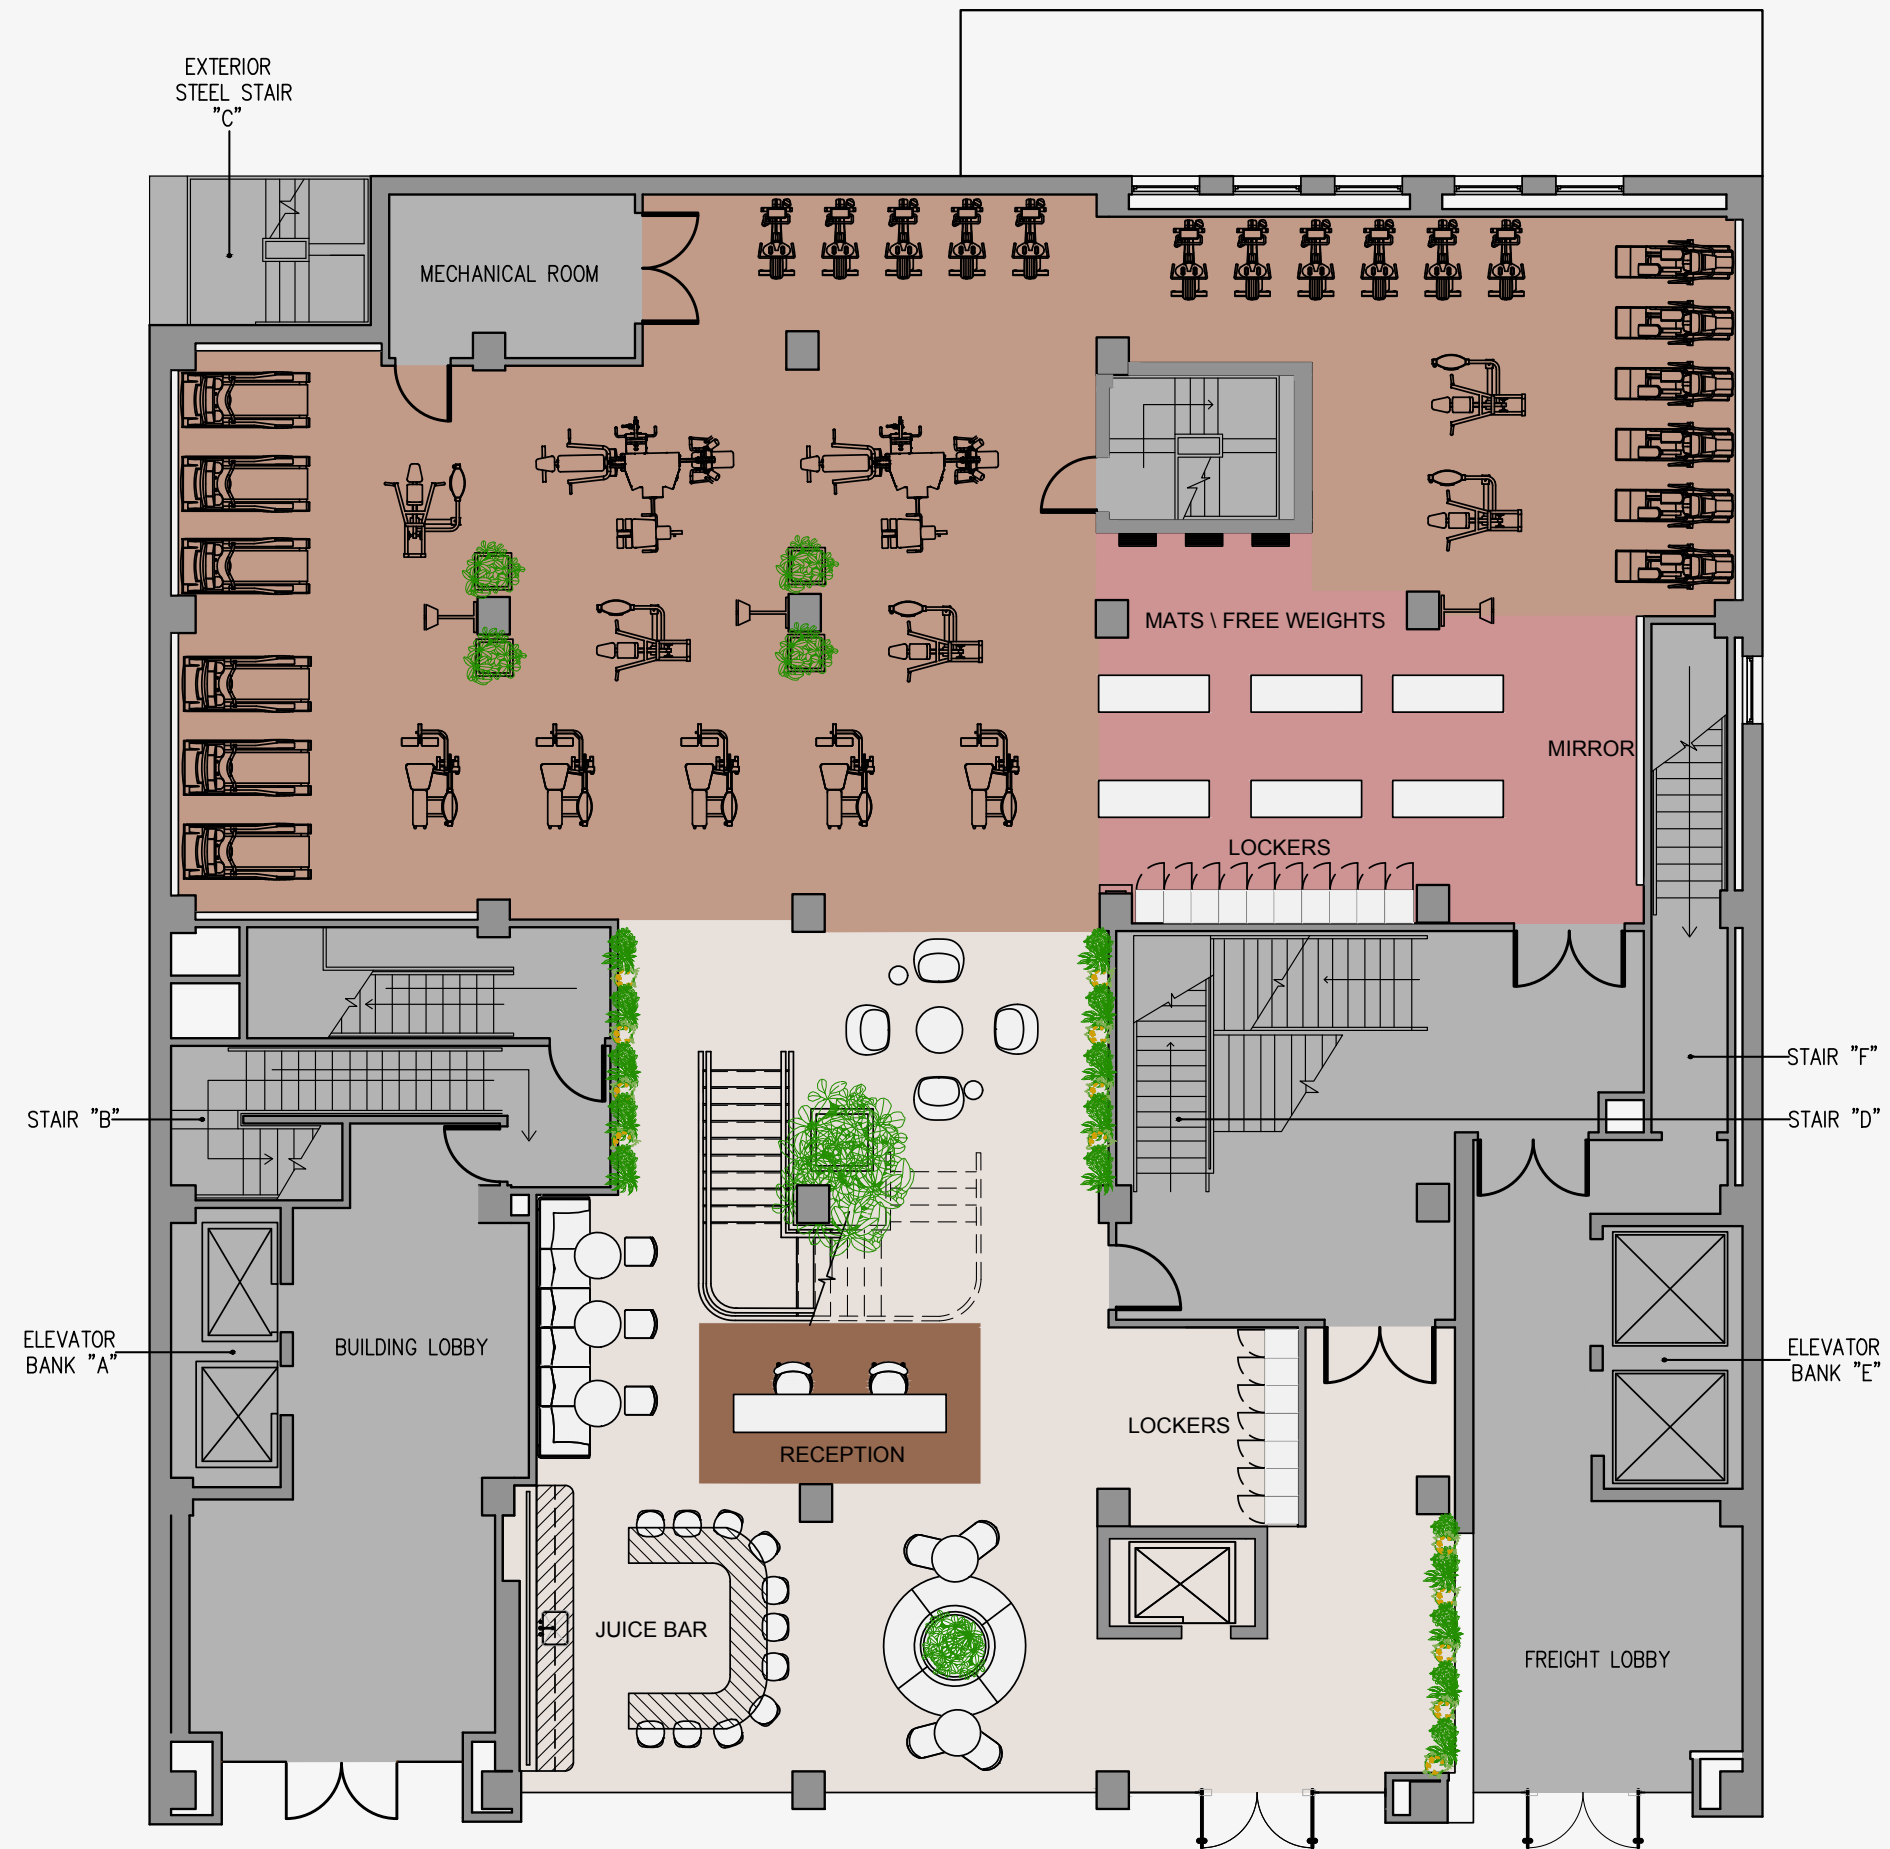 EXTERIOR
STEEL STAIR
"C"
MECHANICAL ROOM
MATS \ FREE WEIGHTS
MIRROR
LOCKERS
STAIR "F"
STAIR "B"
STAIR "D"
ELEVATOR
BANK "A"
BUILDING LOBBY
ELEVATOR
BANK "E"
LOCKERS
RECEPTION
JUICE BAR
FREIGHT LOBBY